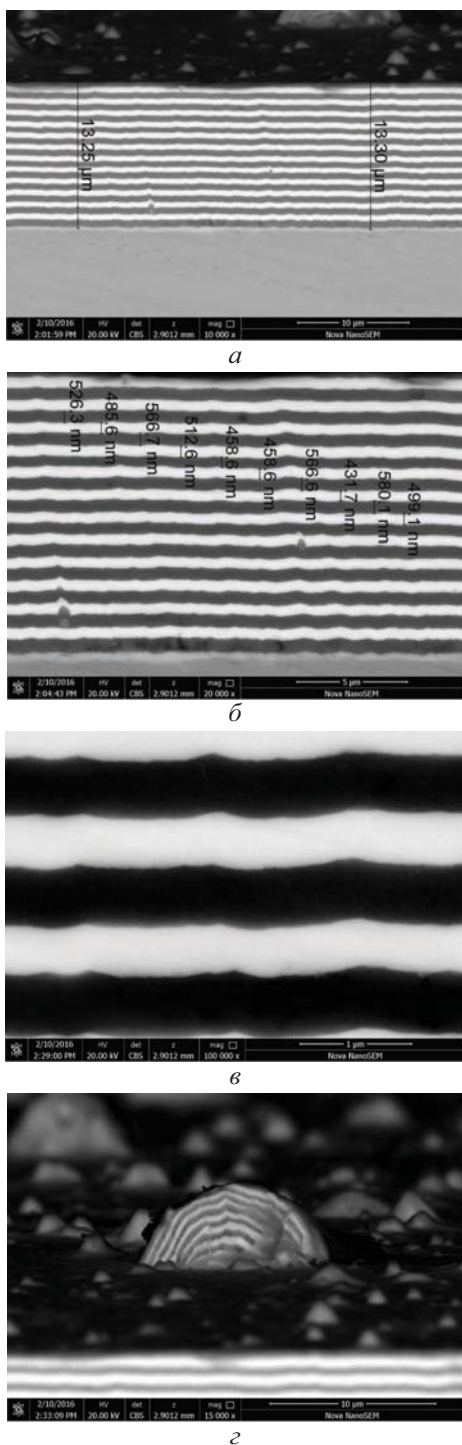 13.25 µm
13.30 µm
2/10/2016 HV det z mag □ 10 µm
2:01:59 PM 20.00 kV CBS 2.9012 mm 10 000 x Nova NanoSEM
а
526.3 nm
485.6 nm
566.7 nm
512.6 nm
458.6 nm
458.6 nm
566.6 nm
431.7 nm
580.1 nm
499.1 nm
2/10/2016 HV det z mag □ 5 µm
2:04:43 PM 20.00 kV CBS 2.9012 mm 20 000 x Nova NanoSEM
б
2/10/2016 HV det z mag □ 1 µm
2:29:00 PM 20.00 kV CBS 2.9012 mm 100 000 x Nova NanoSEM
в
2/10/2016 HV det z mag □ 10 µm
2:33:09 PM 20.00 kV CBS 2.9012 mm 15 000 x Nova NanoSEM
г